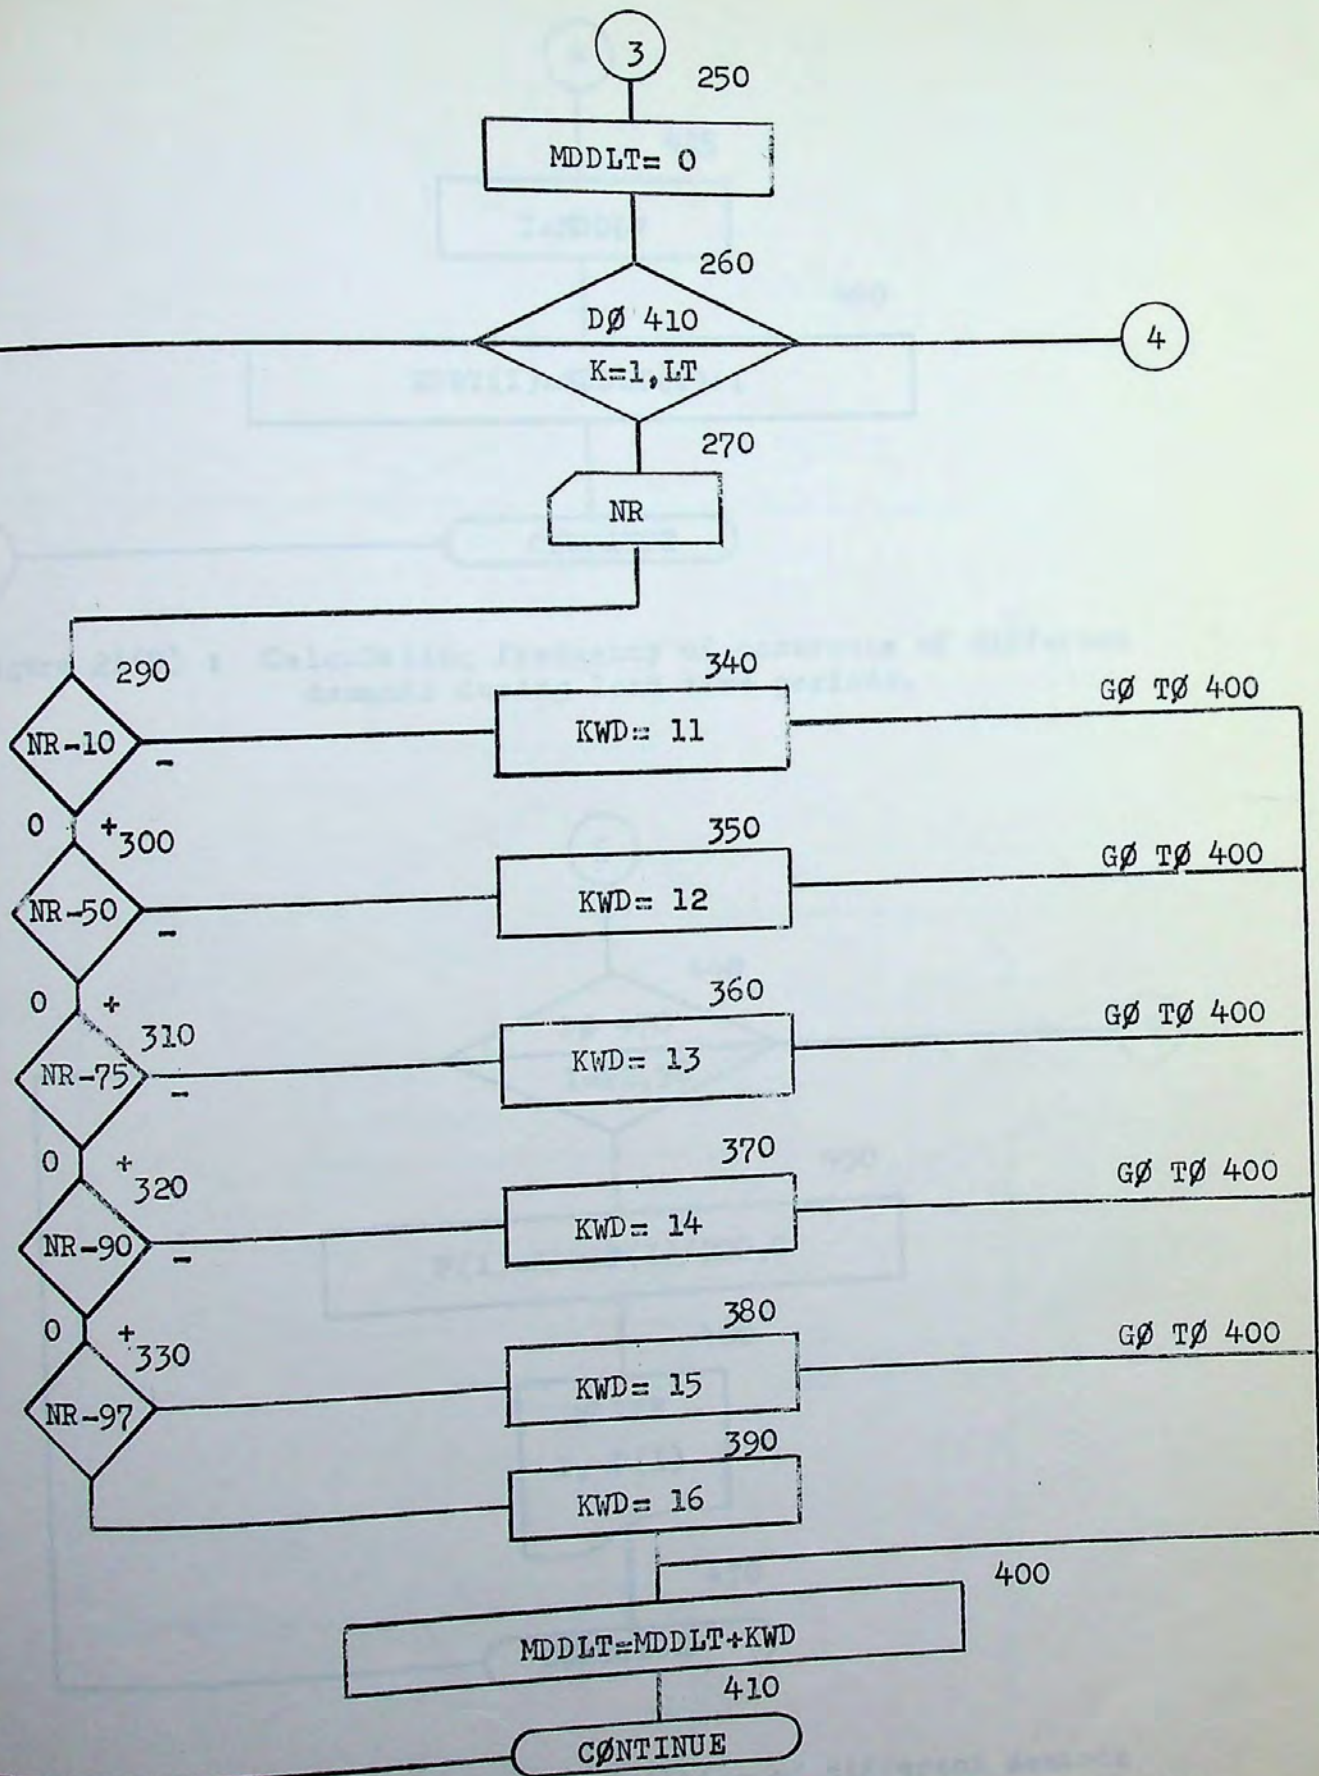 3
250
MDDLT= 0
260
DØ 410
K=1,LT
4
270
NR
290
340
GØ TØ 400
NR-10
-
KWD= 11
0 +
300
350
GØ TØ 400
NR-50
-
KWD= 12
0 +
310
360
GØ TØ 400
NR-75
-
KWD= 13
0 +
320
370
GØ TØ 400
NR-90
-
KWD= 14
0 +
330
380
GØ TØ 400
NR-97
KWD= 15
390
KWD= 16
400
MDDLT=MDDLT+KWD
410
CØNTINUE